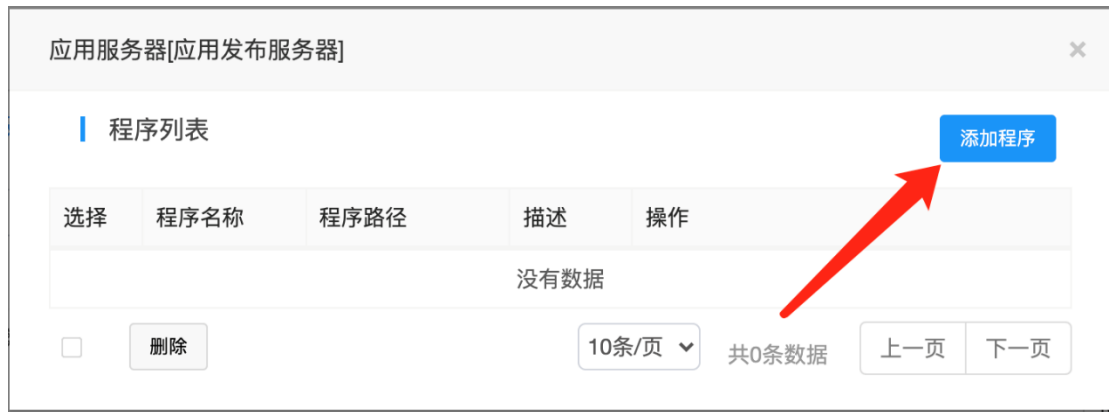 应用服务器[应用发布服务器] ×
程序列表
添加程序
选择 程序名称 程序路径 描述 操作
没有数据
删除 10条/页 共0条数据 上一页 下一页